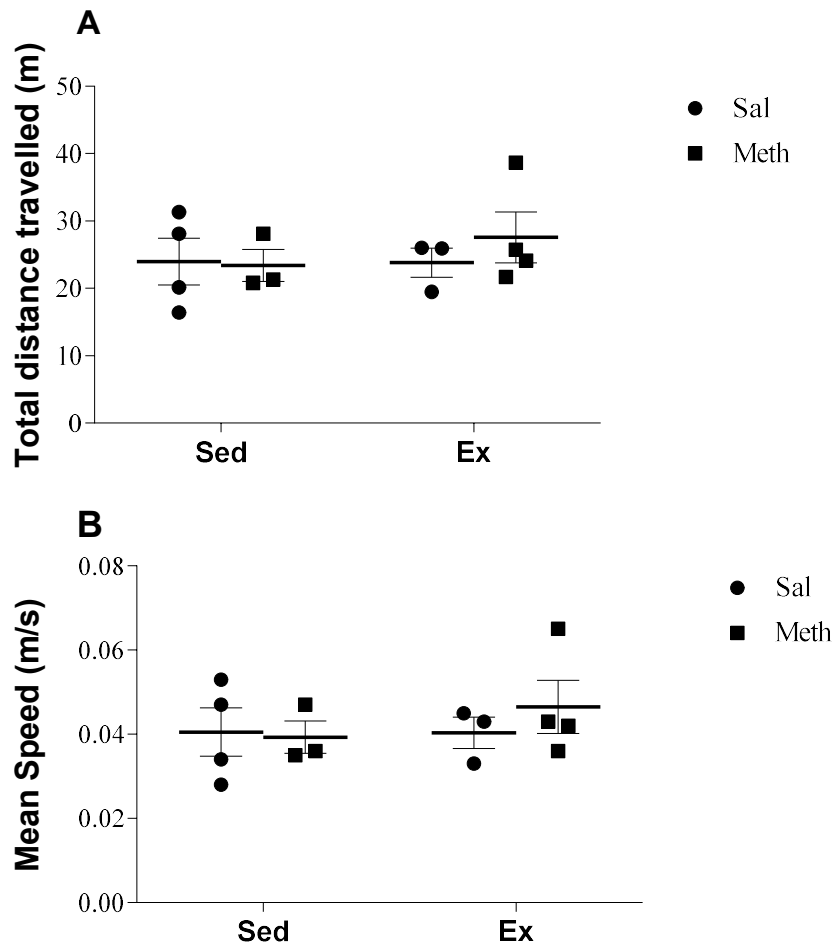 A
Total distance travelled (m)
50
40
30
20
10
0
Sed
Ex
Sal
Meth
B
Mean Speed (m/s)
0.08
0.06
0.04
0.02
0.00
Sed
Ex
Sal
Meth